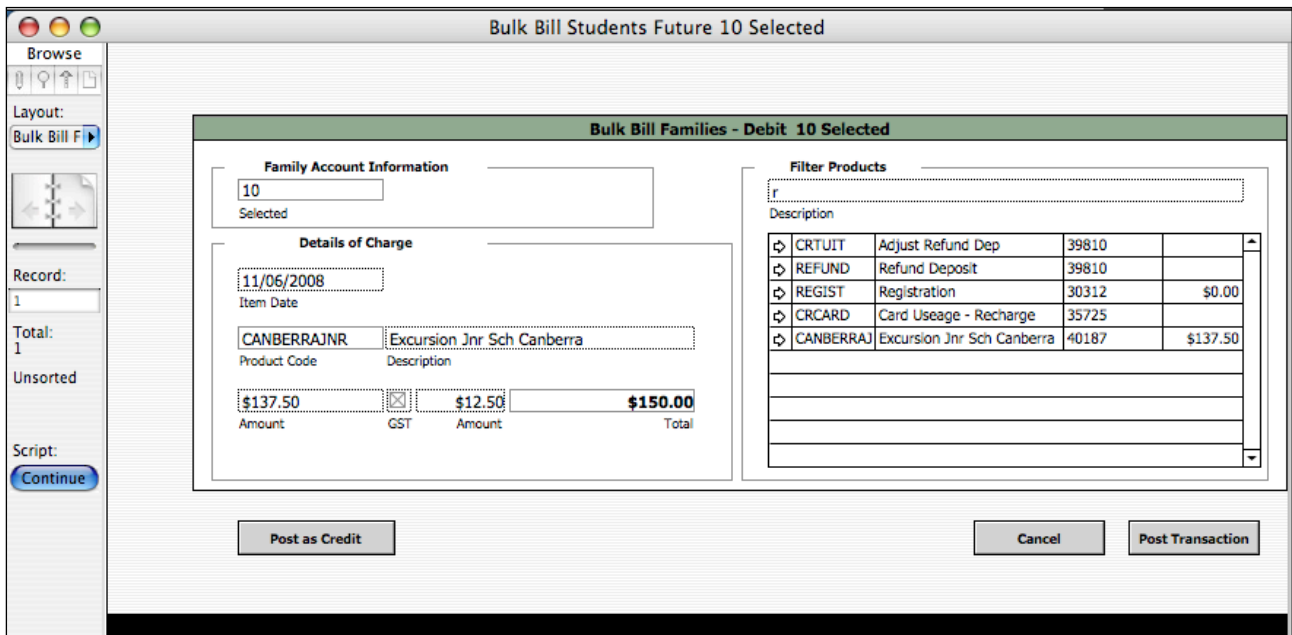 Bulk Bill Students Future 10 Selected
Browse
Layout:
Bulk Bill F
Record:
1
Total:
1
Unsorted
Script:
Continue
Bulk Bill Families - Debit 10 Selected
Family Account Information
10
Selected
Details of Charge
11/06/2008
Item Date
CANBERRAJNR Excursion Jnr Sch Canberra
Product Code Description
$137.50 $12.50 $150.00
Amount GST Amount Total
Filter Products
r
Description
CRTUIT Adjust Refund Dep 39810
REFUND Refund Deposit 39810
REGIST Registration 30312 $0.00
CRCARD Card Useage - Recharge 35725
CANBERRAJ Excursion Jnr Sch Canberra 40187 $137.50
Post as Credit Cancel Post Transaction